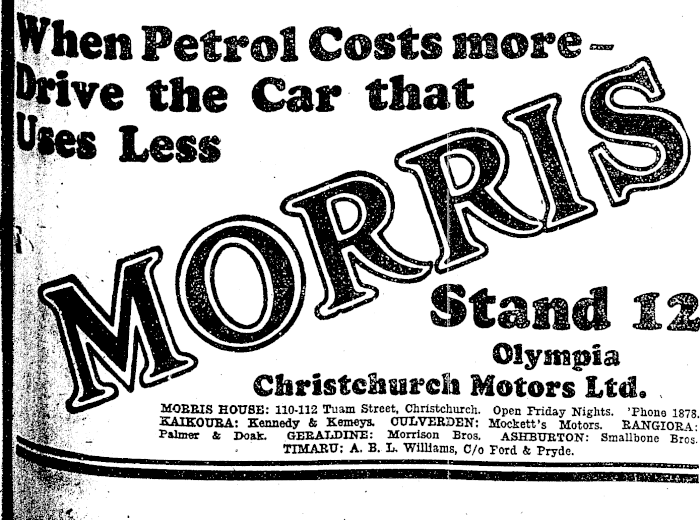 When Petrol Costs more—
Drive the Car that
Uses Less
MORRIS
Stand 12
Olympia
Christchurch Motors Ltd.
MORRIS HOUSE: 110-112 Tuam Street, Christchurch. Open Friday Nights. 'Phone 1878.
KAIKOURA: Kennedy & Kemeys. CULVERDEN: Mockett's Motors. RANGIORA:
Palmer & Doak. GERALDINE: Morrison Bros. ASHBURTON: Smallbone Bros.
TIMARU: A. B. L. Williams, C/o Ford & Pryde.